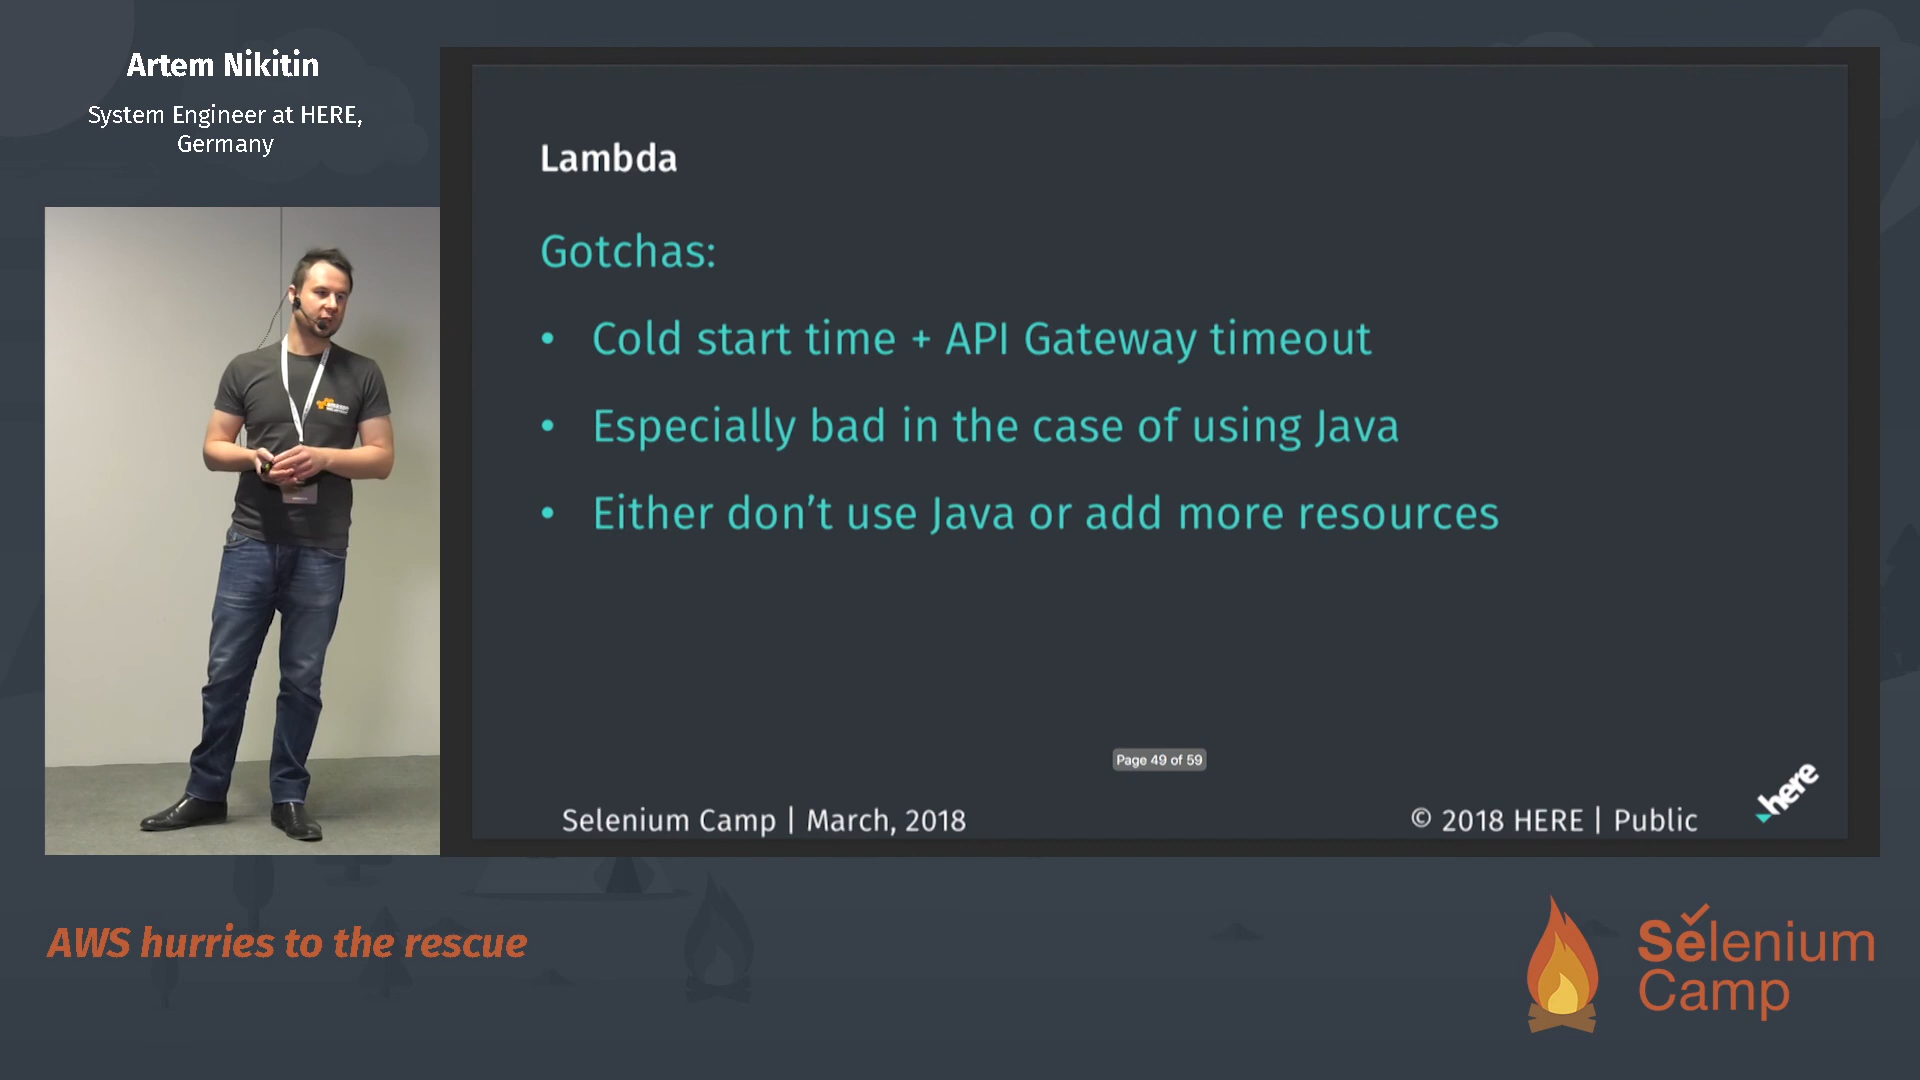 Artem Nikitin
System Engineer at HERE,
Germany
Lambda
Gotchas:
• Cold start time + API Gateway timeout
• Especially bad in the case of using Java
• Either don’t use Java or add more resources
Page 49 of 59
Selenium Camp | March, 2018
© 2018 HERE | Public
here
AWS hurries to the rescue
Selenium
Camp